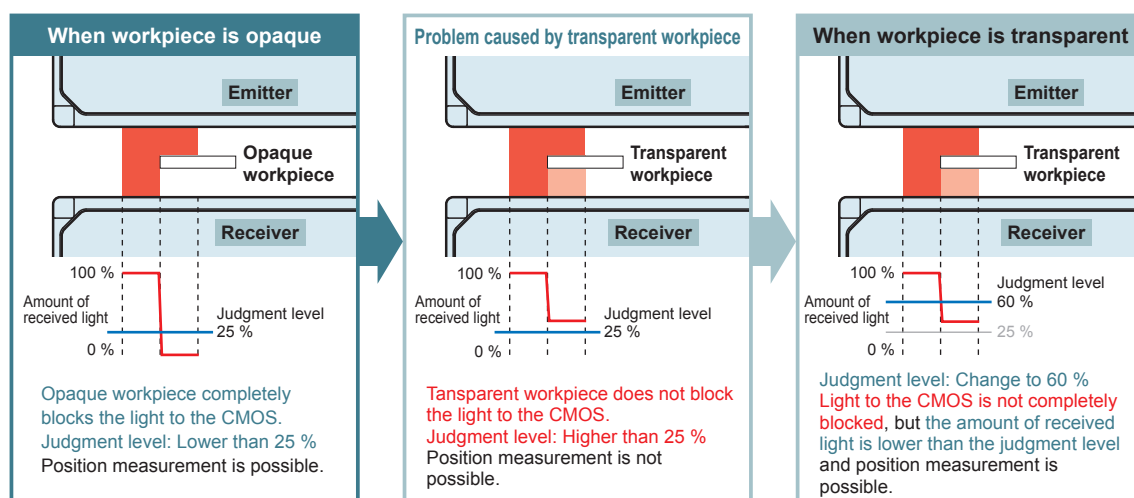 When workpiece is opaque
Emitter
Opaque
workpiece
Receiver
100 %
Amount of
received light
Judgment level
25 %
0 %
Opaque workpiece completely
blocks the light to the CMOS.
Judgment level: Lower than 25 %
Position measurement is possible.
Problem caused by transparent workpiece
Emitter
Transparent
workpiece
Receiver
100 %
Amount of
received light
Judgment level
25 %
0 %
Tansparent workpiece does not block
the light to the CMOS.
Judgment level: Higher than 25 %
Position measurement is not
possible.
When workpiece is transparent
Emitter
Transparent
workpiece
Receiver
100 %
Amount of
received light
Judgment level
60 %
25 %
0 %
Judgment level: Change to 60 %
Light to the CMOS is not completely
blocked, but the amount of received
light is lower than the judgment level
and position measurement is
possible.